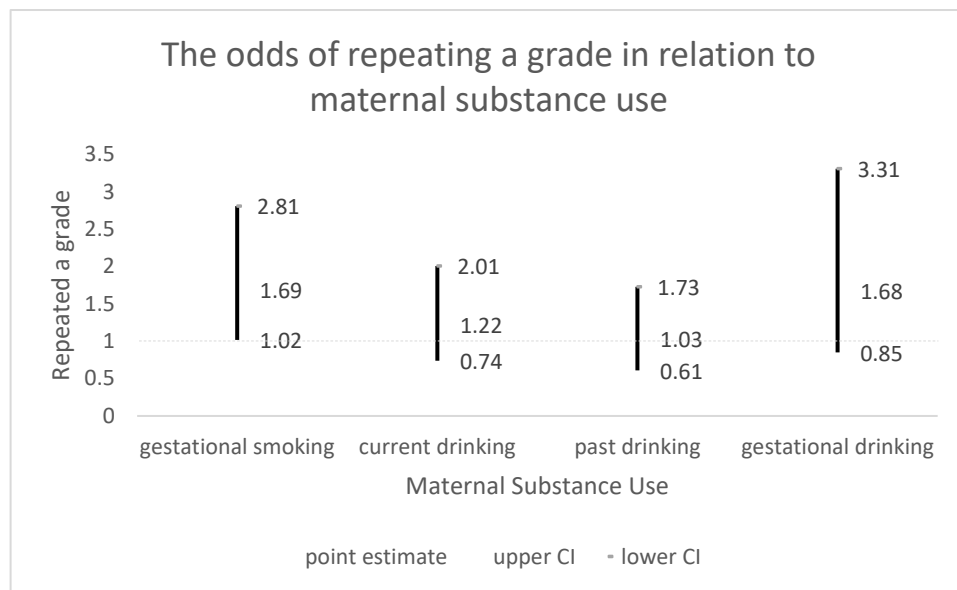 The odds of repeating a grade in relation to
maternal substance use
Repeated a grade
3.5
3
2.5
2
1.5
1
0.5
0
2.81
1.69
1.02
2.01
1.22
0.74
1.73
1.03
0.61
3.31
1.68
0.85
gestational smoking
current drinking
past drinking
gestational drinking
Maternal Substance Use
point estimate
upper CI
lower CI